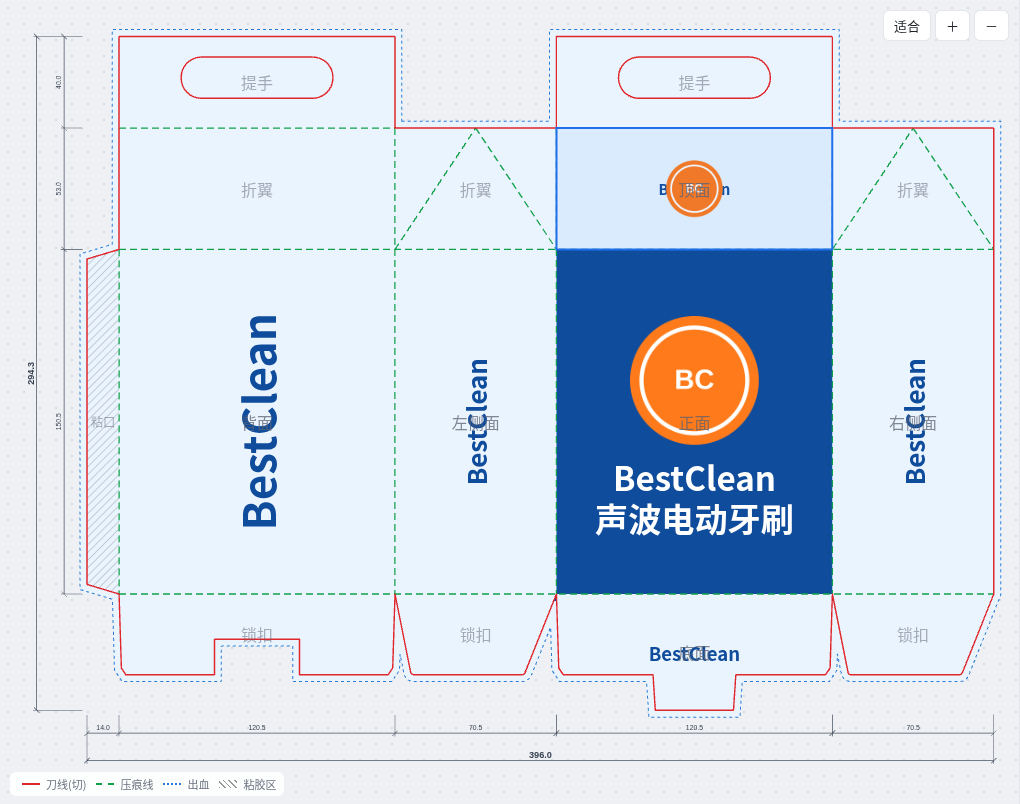 适合
+
−
提手
提手
40.0
53.0
折翼
折翼
BC
顶面
折翼
294.3
150.5
粘口
BestClean
背面
BestClean
左侧面
BC
正面
BestClean
声波电动牙刷
BestClean
右侧面
锁扣
锁扣
BestClean
底面
锁扣
14.0
120.5
70.5
120.5
70.5
396.0
刀线(切)
压痕线
出血
粘胶区